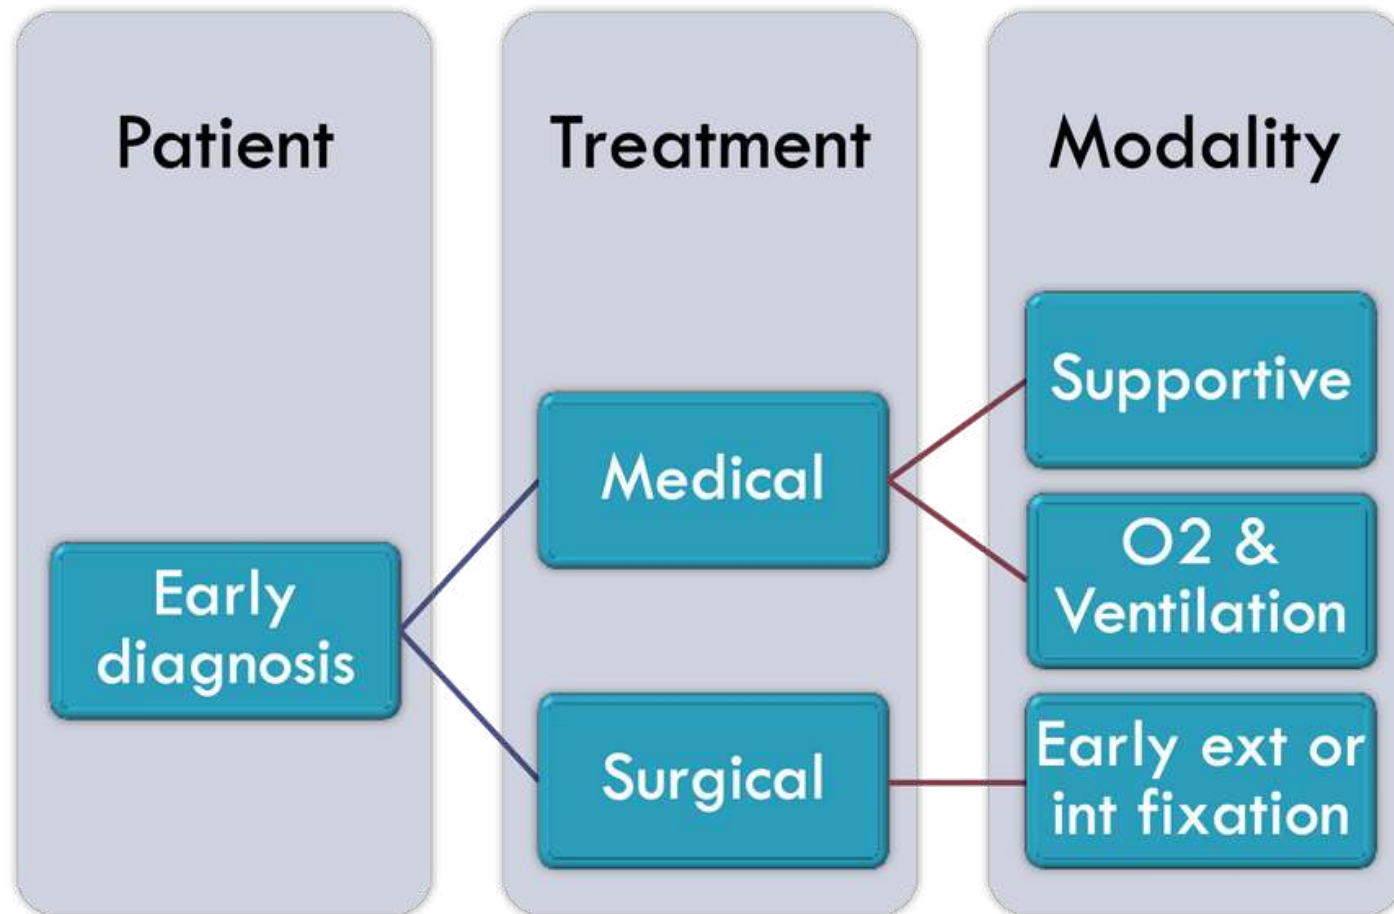 Patient
Treatment
Modality
Early
diagnosis
Medical
Surgical
Supportive
O2 &
Ventilation
Early ext or
int fixation